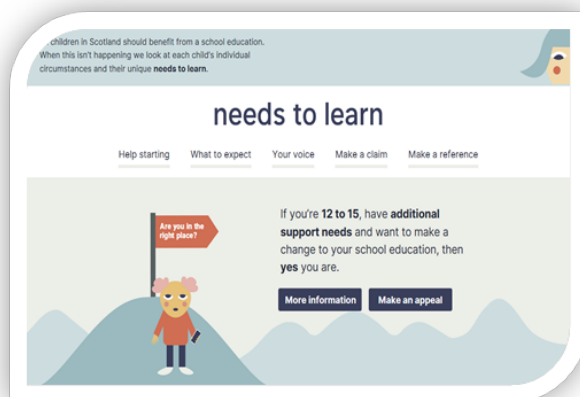 children in Scotland should benefit from a school education.
When this isn't happening we look at each child's individual
circumstances and their unique needs to learn.
needs to learn
Help starting What to expect Your voice Make a claim Make a reference
Are you in the
right place?
If you're 12 to 15, have additional
support needs and want to make a
change to your school education, then
yes you are.
More information Make an appeal